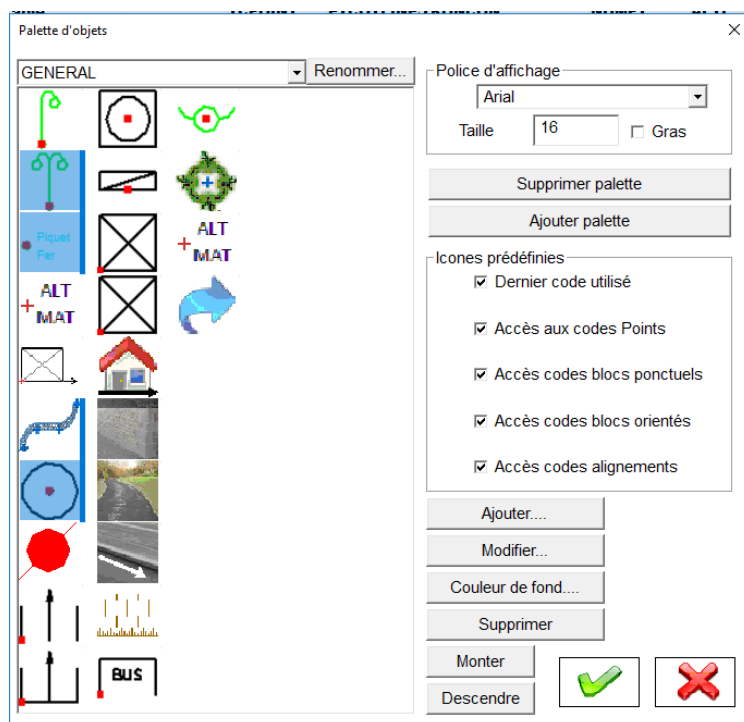 Palette d'objets
GENERAL
Renommer...
Police d'affichage
Arial
Taille
16
Gras
Supprimer palette
Ajouter palette
Icones prédéfinies
Dernier code utilisé
Accès aux codes Points
Accès codes blocs ponctuels
Accès codes blocs orientés
Accès codes alignements
Ajouter....
Modifier...
Couleur de fond....
Supprimer
Monter
Descendre
Piquet
Fer
ALT
MAT
ALT
MAT
BUS